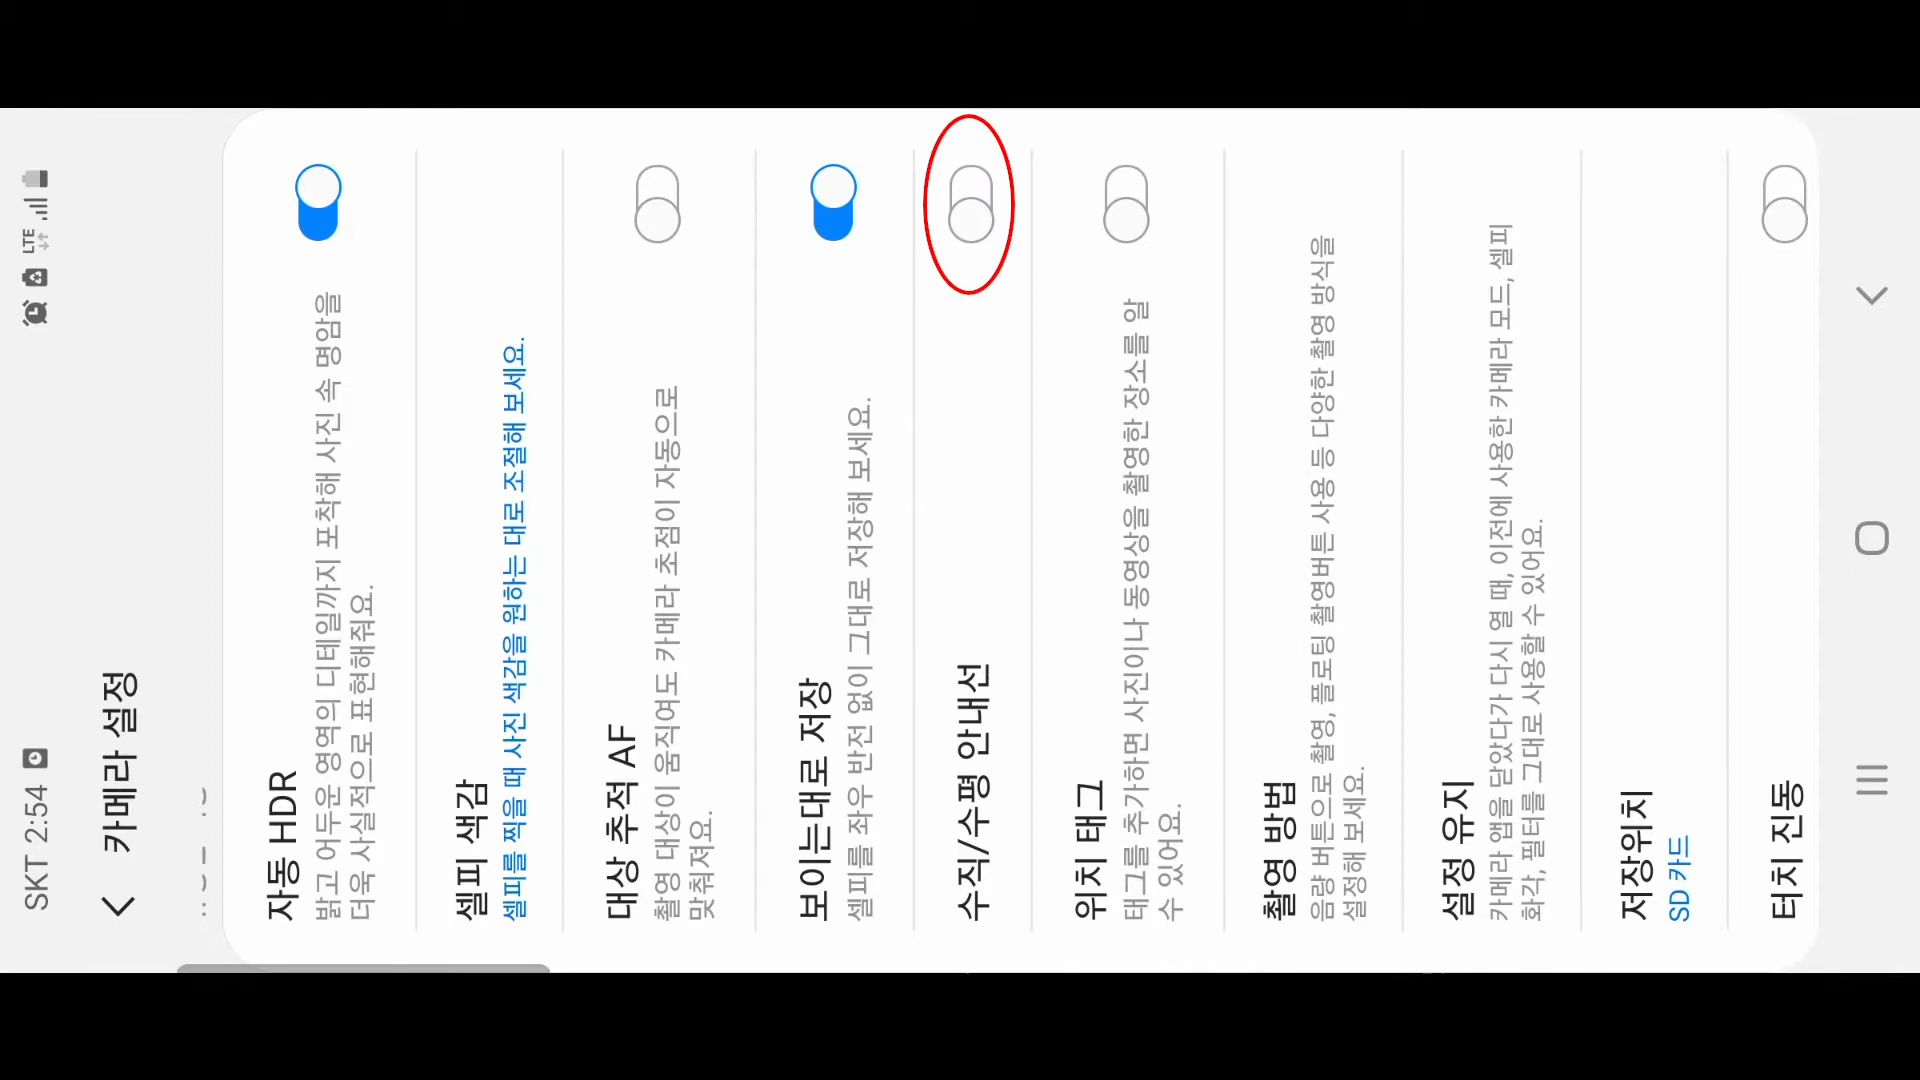 SKT 2:54
LTE
카메라 설정
자동 HDR
밝고 어두운 영역의 디테일까지 포착해 사진 속 명암을
더욱 사실적으로 표현해줘요.
셀피 색감
셀피를 찍을 때 사진 색감을 원하는 대로 조절해 보세요.
대상 추적 AF
촬영 대상이 움직여도 카메라 초점이 자동으로
맞춰져요.
보이는대로 저장
셀피를 좌우 반전 없이 그대로 저장해 보세요.
수직/수평 안내선
위치 태그
태그를 추가하면 사진이나 동영상을 촬영한 장소를 알
수 있어요.
촬영 방법
음량 버튼으로 촬영, 플로팅 촬영버튼 사용 등 다양한 촬영 방식을
설정해 보세요.
설정 유지
카메라 앱을 닫았다가 다시 열 때, 이전에 사용한 카메라 모드, 셀피
화각, 필터를 그대로 사용할 수 있어요.
저장위치
SD 카드
터치 진동